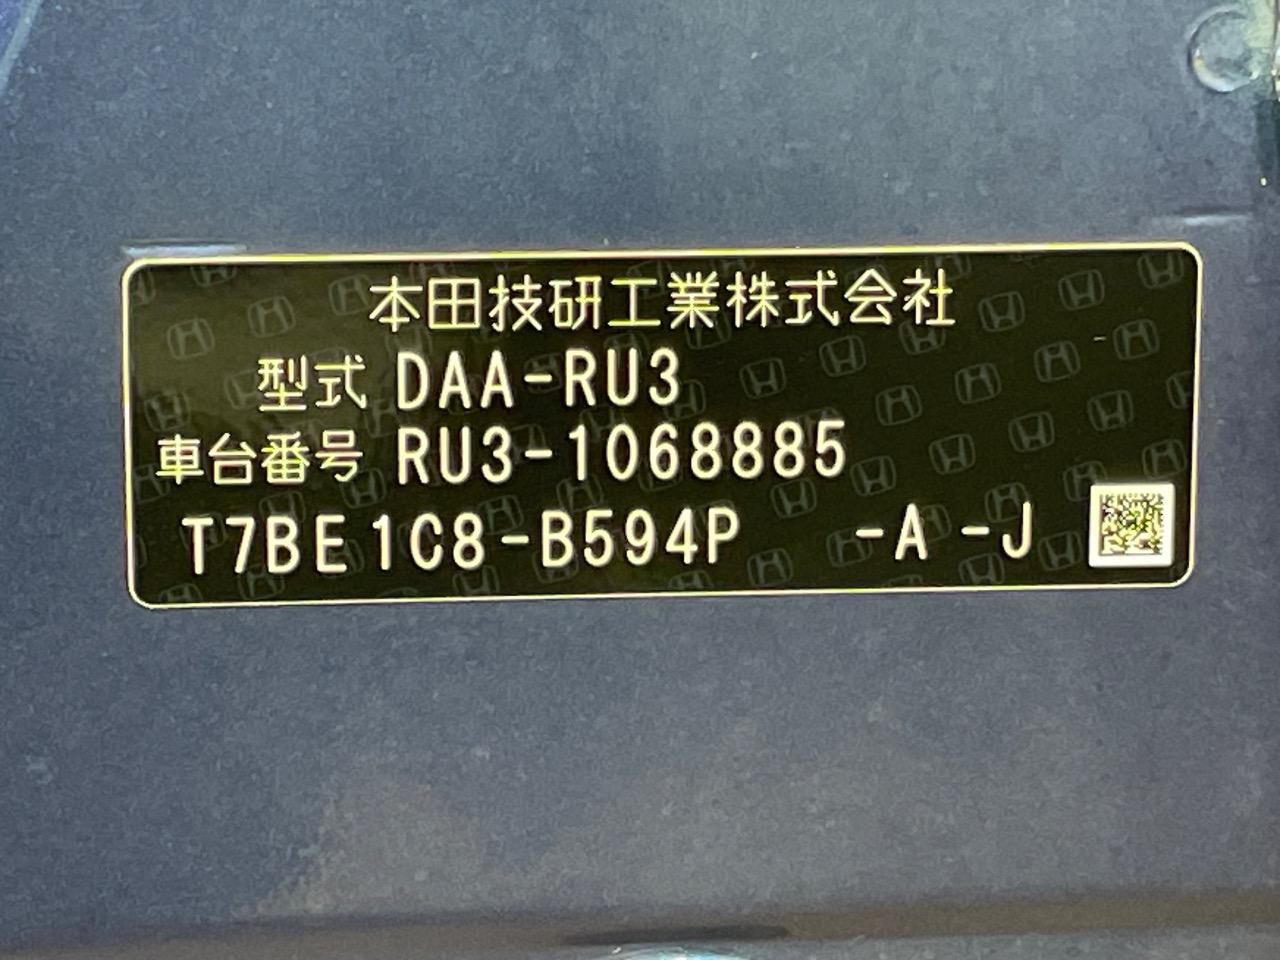 本田技研工業株式会社
型式 DAA-RU3
車台番号 RU3-1068885
T7BE1C8-B594P -A -J